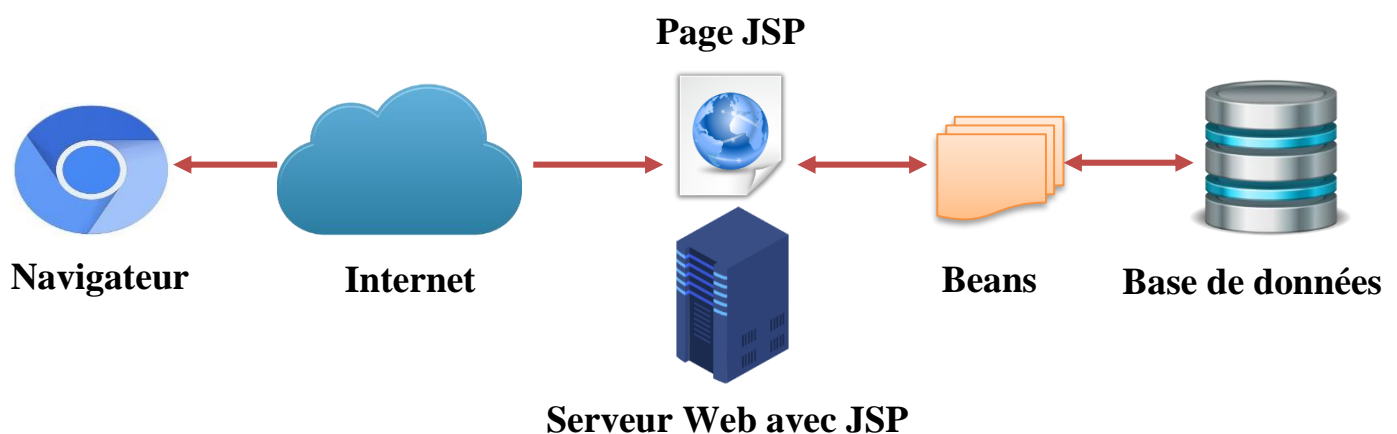 Page JSP
Navigateur
Internet
Beans
Base de données
Serveur Web avec JSP